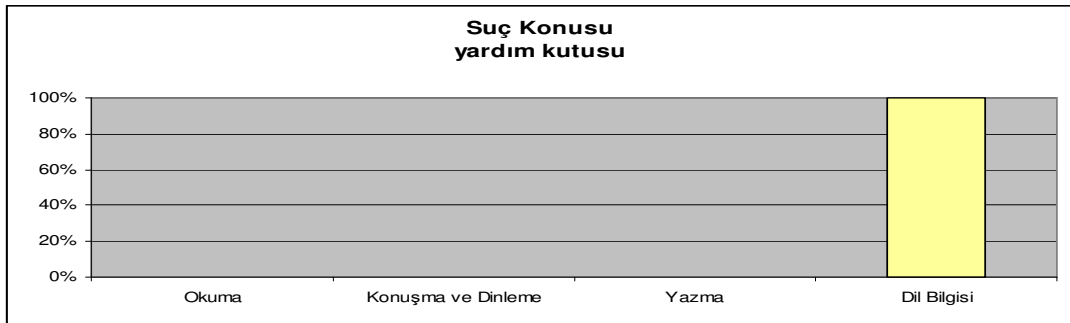 Suç Konusu
yardım kutusu
100%
80%
60%
40%
20%
0%
Okuma Konuşma ve Dinleme Yazma Dil Bilgisi